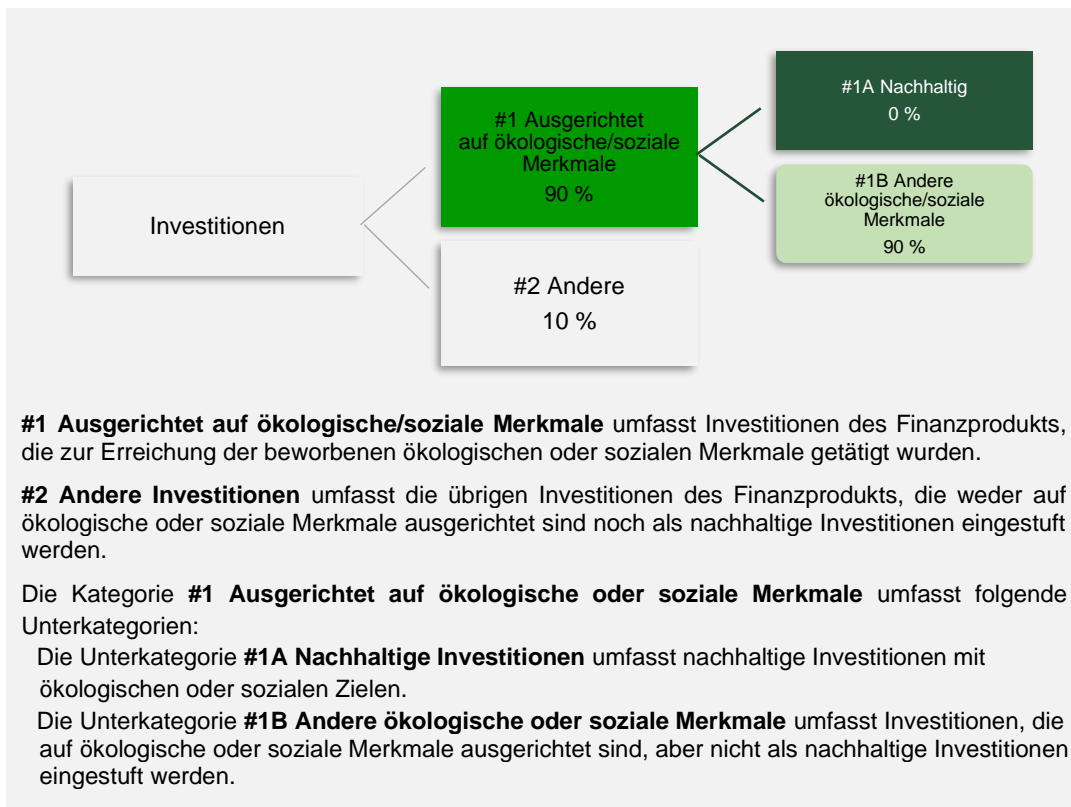 #1A Nachhaltig
0 %
#1 Ausgerichtet
auf ökologische/soziale
Merkmale
90 %
#1B Andere
ökologische/soziale
Merkmale
90 %
Investitionen
#2 Andere
10 %
#1 Ausgerichtet auf ökologische/soziale Merkmale umfasst Investitionen des Finanzprodukts,
die zur Erreichung der beworbenen ökologischen oder sozialen Merkmale getätigt wurden.
#2 Andere Investitionen umfasst die übrigen Investitionen des Finanzprodukts, die weder auf
ökologische oder soziale Merkmale ausgerichtet sind noch als nachhaltige Investitionen eingestuft
werden.
Die Kategorie #1 Ausgerichtet auf ökologische oder soziale Merkmale umfasst folgende
Unterkategorien:
Die Unterkategorie #1A Nachhaltige Investitionen umfasst nachhaltige Investitionen mit
ökologischen oder sozialen Zielen.
Die Unterkategorie #1B Andere ökologische oder soziale Merkmale umfasst Investitionen, die
auf ökologische oder soziale Merkmale ausgerichtet sind, aber nicht als nachhaltige Investitionen
eingestuft werden.